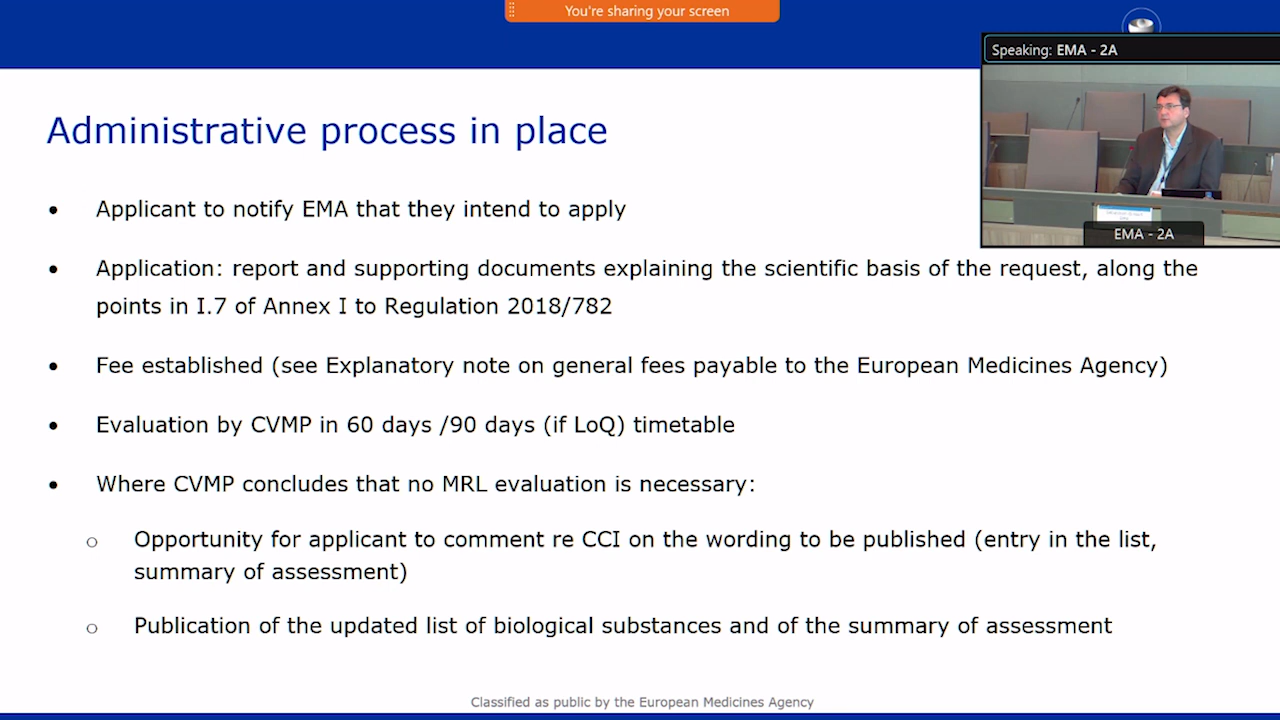 You're sharing your screen
Speaking: EMA - 2A
EMA - 2A
Administrative process in place
• Applicant to notify EMA that they intend to apply
• Application: report and supporting documents explaining the scientific basis of the request, along the
points in I.7 of Annex I to Regulation 2018/782
• Fee established (see Explanatory note on general fees payable to the European Medicines Agency)
• Evaluation by CVMP in 60 days /90 days (if LoQ) timetable
• Where CVMP concludes that no MRL evaluation is necessary:
o Opportunity for applicant to comment re CCI on the wording to be published (entry in the list,
summary of assessment)
o Publication of the updated list of biological substances and of the summary of assessment
Classified as public by the European Medicines Agency